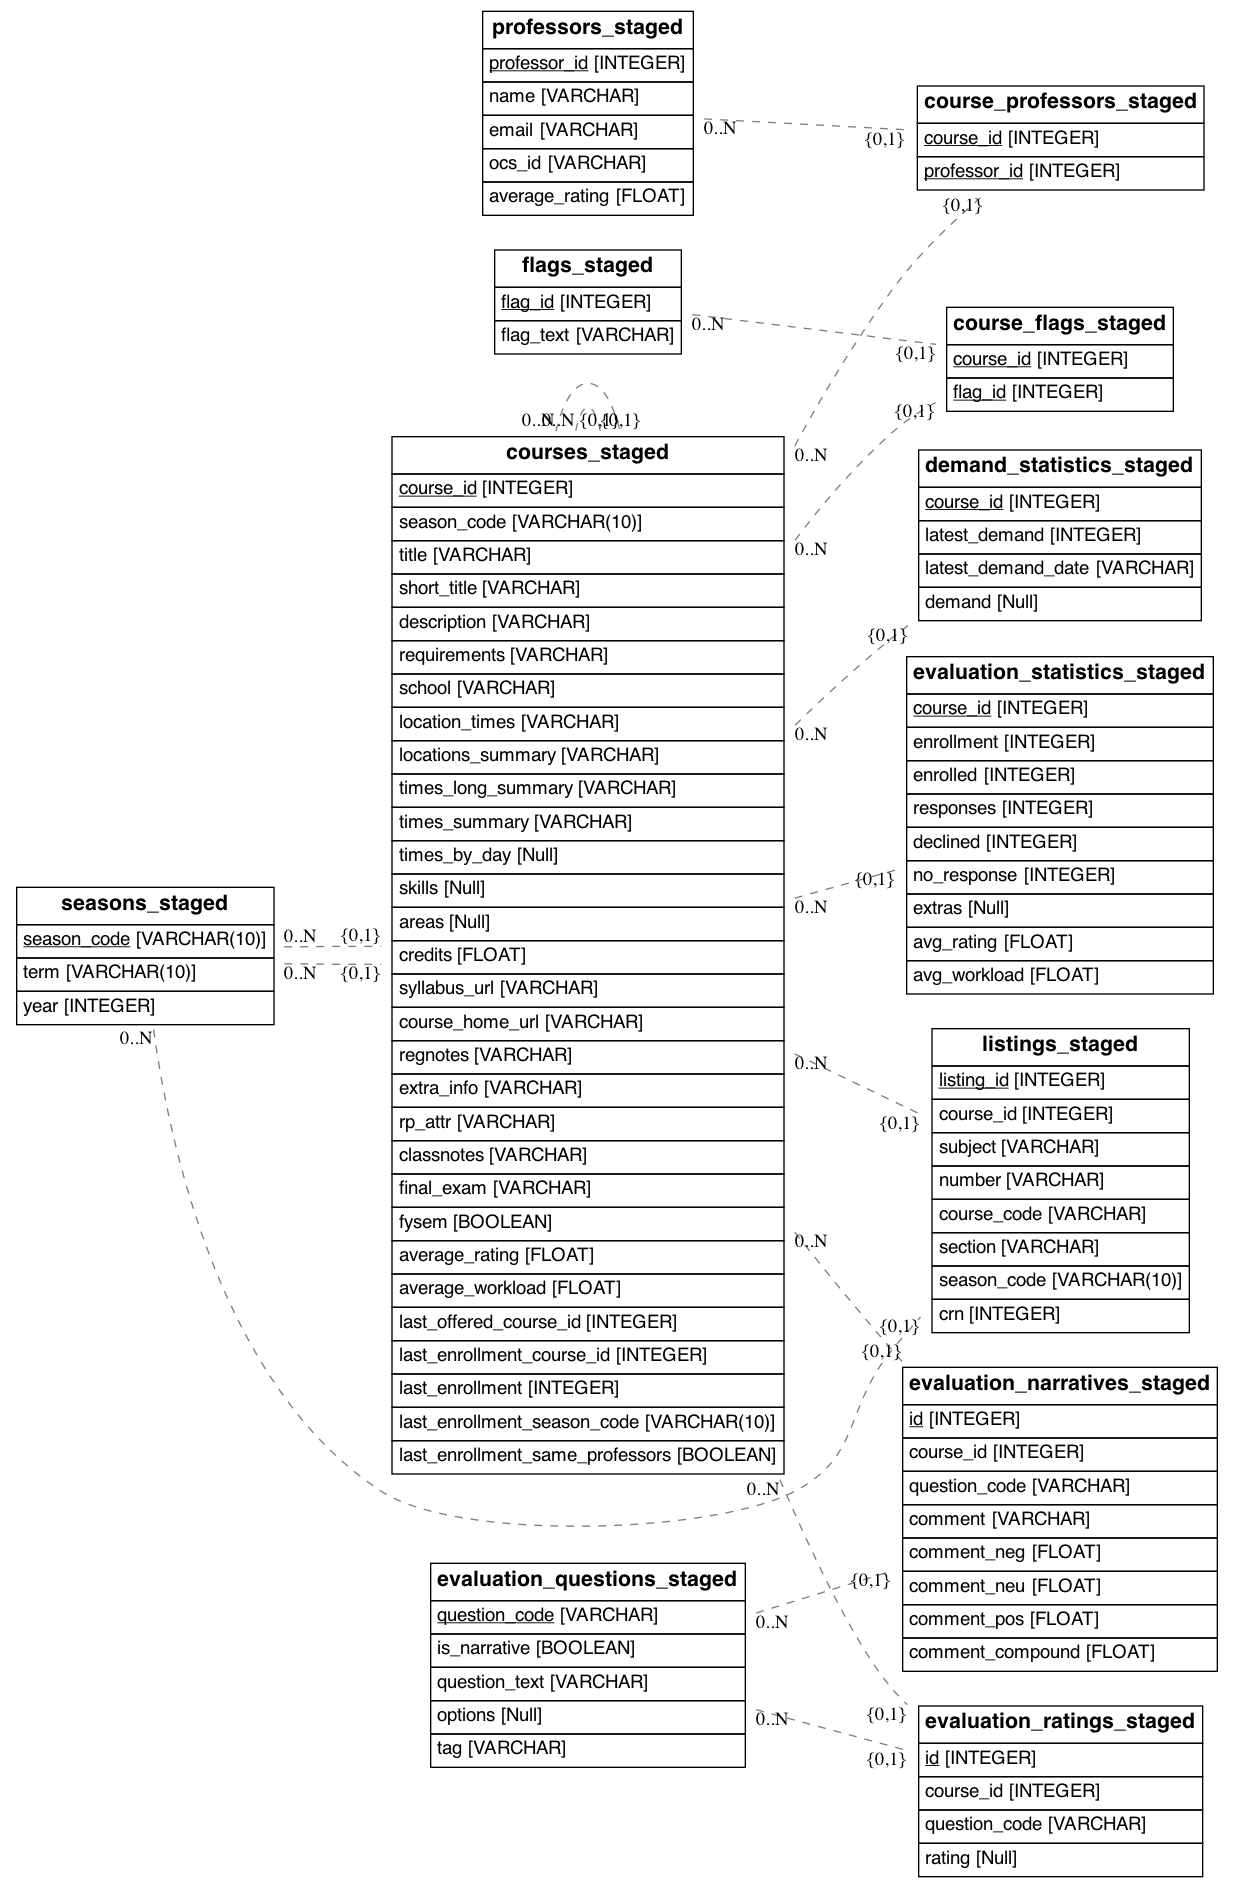 professors_staged
professor_id [INTEGER]
name [VARCHAR]
email [VARCHAR]
ocs_id [VARCHAR]
average_rating [FLOAT]
0..N
{0,1}
course_professors_staged
course_id [INTEGER]
professor_id [INTEGER]
{0,1}
flags_staged
flag_id [INTEGER]
flag_text [VARCHAR]
0..N
{0,1}
course_flags_staged
course_id [INTEGER]
flag_id [INTEGER]
{0,1}
0..N
0..N
{0,1}
{0,1}
courses_staged
course_id [INTEGER]
season_code [VARCHAR(10)]
title [VARCHAR]
short_title [VARCHAR]
description [VARCHAR]
requirements [VARCHAR]
school [VARCHAR]
location_times [VARCHAR]
locations_summary [VARCHAR]
times_long_summary [VARCHAR]
times_summary [VARCHAR]
times_by_day [Null]
skills [Null]
areas [Null]
credits [FLOAT]
syllabus_url [VARCHAR]
course_home_url [VARCHAR]
regnotes [VARCHAR]
extra_info [VARCHAR]
rp_attr [VARCHAR]
classnotes [VARCHAR]
final_exam [VARCHAR]
fysem [BOOLEAN]
average_rating [FLOAT]
average_workload [FLOAT]
last_offered_course_id [INTEGER]
last_enrollment_course_id [INTEGER]
last_enrollment [INTEGER]
last_enrollment_season_code [VARCHAR(10)]
last_enrollment_same_professors [BOOLEAN]
0..N
0..N
0..N
0..N
0..N
0..N
0..N
demand_statistics_staged
course_id [INTEGER]
latest_demand [INTEGER]
latest_demand_date [VARCHAR]
demand [Null]
{0,1}
evaluation_statistics_staged
course_id [INTEGER]
enrollment [INTEGER]
enrolled [INTEGER]
responses [INTEGER]
declined [INTEGER]
no_response [INTEGER]
extras [Null]
avg_rating [FLOAT]
avg_workload [FLOAT]
{0,1}
seasons_staged
season_code [VARCHAR(10)]
term [VARCHAR(10)]
year [INTEGER]
0..N {0,1}
0..N {0,1}
0..N
listings_staged
listing_id [INTEGER]
course_id [INTEGER]
subject [VARCHAR]
number [VARCHAR]
course_code [VARCHAR]
section [VARCHAR]
season_code [VARCHAR(10)]
crn [INTEGER]
{0,1}
{0,1}
{0,1}
evaluation_narratives_staged
id [INTEGER]
course_id [INTEGER]
question_code [VARCHAR]
comment [VARCHAR]
comment_neg [FLOAT]
comment_neu [FLOAT]
comment_pos [FLOAT]
comment_compound [FLOAT]
{0,1}
evaluation_questions_staged
question_code [VARCHAR]
is_narrative [BOOLEAN]
question_text [VARCHAR]
options [Null]
tag [VARCHAR]
0..N
0..N
{0,1}
{0,1}
evaluation_ratings_staged
id [INTEGER]
course_id [INTEGER]
question_code [VARCHAR]
rating [Null]